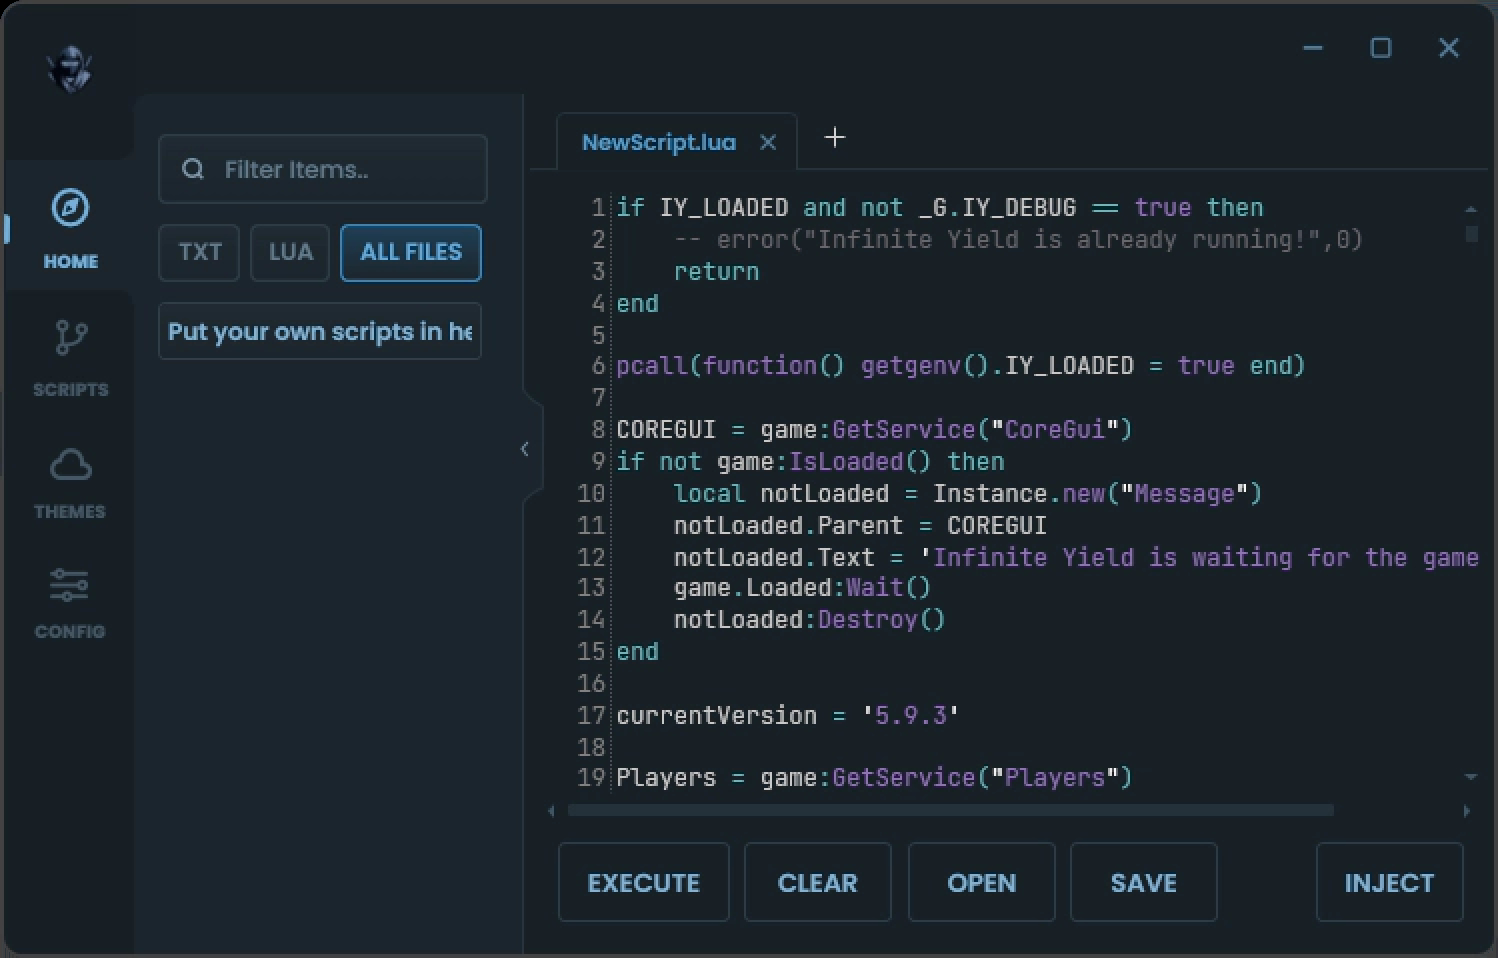 HOME
SCRIPTS
THEMES
CONFIG
Filter Items..
TXT LUA ALL FILES
Put your own scripts in he
NewScript.lua
1 if IY_LOADED and not _G.IY_DEBUG == true then
2     -- error("Infinite Yield is already running!",0)
3     return
4 end
5
6 pcall(function() getgenv().IY_LOADED = true end)
7
8 COREGUI = game:GetService("CoreGui")
9 if not game:IsLoaded() then
10     local notLoaded = Instance.new("Message")
11     notLoaded.Parent = COREGUI
12     notLoaded.Text = 'Infinite Yield is waiting for the game
13     game.Loaded:Wait()
14     notLoaded:Destroy()
15 end
16
17 currentVersion = '5.9.3'
18
19 Players = game:GetService("Players")
EXECUTE CLEAR OPEN SAVE INJECT